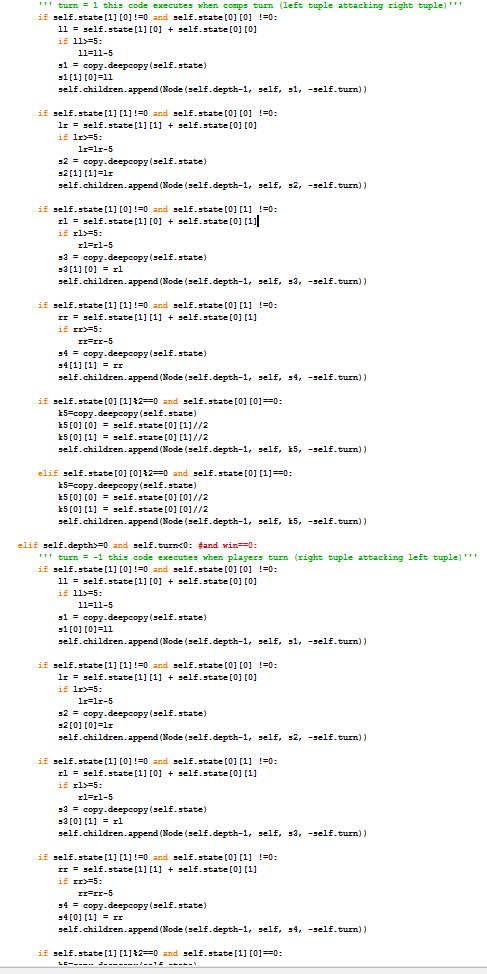 ''' turn = 1 this code executes when comps turn (left tuple attacking right tuple)'''
if self.state[1][0]!=0 and self.state[0][0] !=0:
ll = self.state[1][0] + self.state[0][0]
if ll>=5:
ll=ll-5
s1 = copy.deepcopy(self.state)
s1[1][0]=ll
self.children.append(Node(self.depth-1, self, s1, -self.turn))
if self.state[1][1]!=0 and self.state[0][0] !=0:
lr = self.state[1][1] + self.state[0][0]
if lr>=5:
lr=lr-5
s2 = copy.deepcopy(self.state)
s2[1][1]=lr
self.children.append(Node(self.depth-1, self, s2, -self.turn))
if self.state[1][0]!=0 and self.state[0][1] !=0:
rl = self.state[1][0] + self.state[0][1]
if rl>=5:
rl=rl-5
s3 = copy.deepcopy(self.state)
s3[1][0] = rl
self.children.append(Node(self.depth-1, self, s3, -self.turn))
if self.state[1][1]!=0 and self.state[0][1] !=0:
rr = self.state[1][1] + self.state[0][1]
if rr>=5:
rr=rr-5
s4 = copy.deepcopy(self.state)
s4[1][1] = rr
self.children.append(Node(self.depth-1, self, s4, -self.turn))
if self.state[0][1]%2==0 and self.state[0][0]==0:
k5=copy.deepcopy(self.state)
k5[0][0] = self.state[0][1]//2
k5[0][1] = self.state[0][1]//2
self.children.append(Node(self.depth-1, self, k5, -self.turn))
elif self.state[0][0]%2==0 and self.state[0][1]==0:
k5=copy.deepcopy(self.state)
k5[0][0] = self.state[0][0]//2
k5[0][1] = self.state[0][0]//2
self.children.append(Node(self.depth-1, self, k5, -self.turn))
elif self.depth>=0 and self.turn<0: #and win==0:
''' turn = -1 this code executes when players turn (right tuple attacking left tuple)'''
if self.state[1][0]!=0 and self.state[0][0] !=0:
ll = self.state[1][0] + self.state[0][0]
if ll>=5:
ll=ll-5
s1 = copy.deepcopy(self.state)
s1[0][0]=ll
self.children.append(Node(self.depth-1, self, s1, -self.turn))
if self.state[1][1]!=0 and self.state[0][0] !=0:
lr = self.state[1][1] + self.state[0][0]
if lr>=5:
lr=lr-5
s2 = copy.deepcopy(self.state)
s2[0][0]=lr
self.children.append(Node(self.depth-1, self, s2, -self.turn))
if self.state[1][0]!=0 and self.state[0][1] !=0:
rl = self.state[1][0] + self.state[0][1]
if rl>=5:
rl=rl-5
s3 = copy.deepcopy(self.state)
s3[0][1] = rl
self.children.append(Node(self.depth-1, self, s3, -self.turn))
if self.state[1][1]!=0 and self.state[0][1] !=0:
rr = self.state[1][1] + self.state[0][1]
if rr>=5:
rr=rr-5
s4 = copy.deepcopy(self.state)
s4[0][1] = rr
self.children.append(Node(self.depth-1, self, s4, -self.turn))
if self.state[1][1]%2==0 and self.state[1][0]==0: